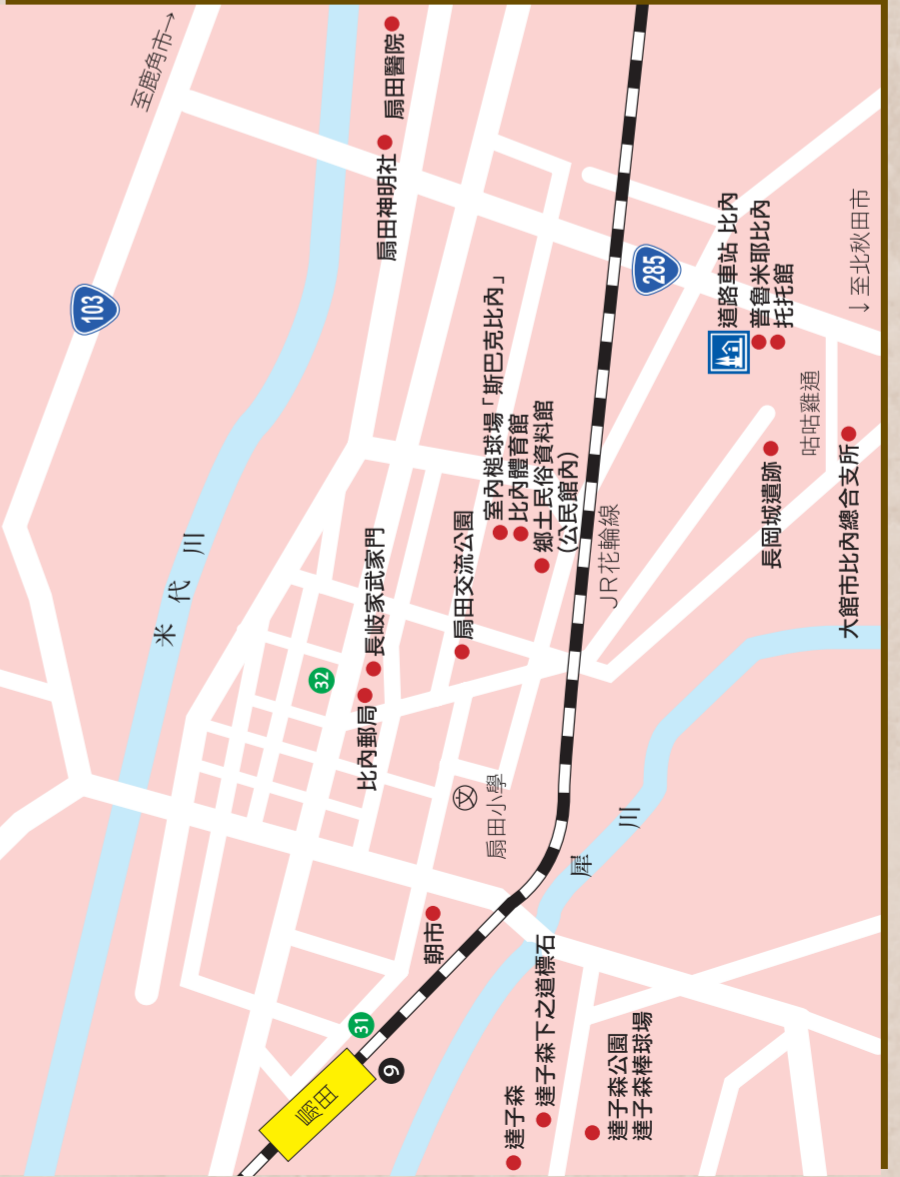 至鹿角市→
103
扇田醫院
扇田神明社
米代川
285
道路車站 比內
普魯米耶比內
托托館
↓至北秋田市
室內槌球場「斯巴克比內」
比內體育館
鄉土民俗資料館
(公民館內)
JR花輪線
咕咕雞通
長岡城遺跡
大館市比內總合支所
長岐家武家門
32
比內郵局
扇田交流公園
文
扇田小學
犀川
朝市
31
扇田
9
達子森
達子森下之道標石
達子森公園
達子森棒球場